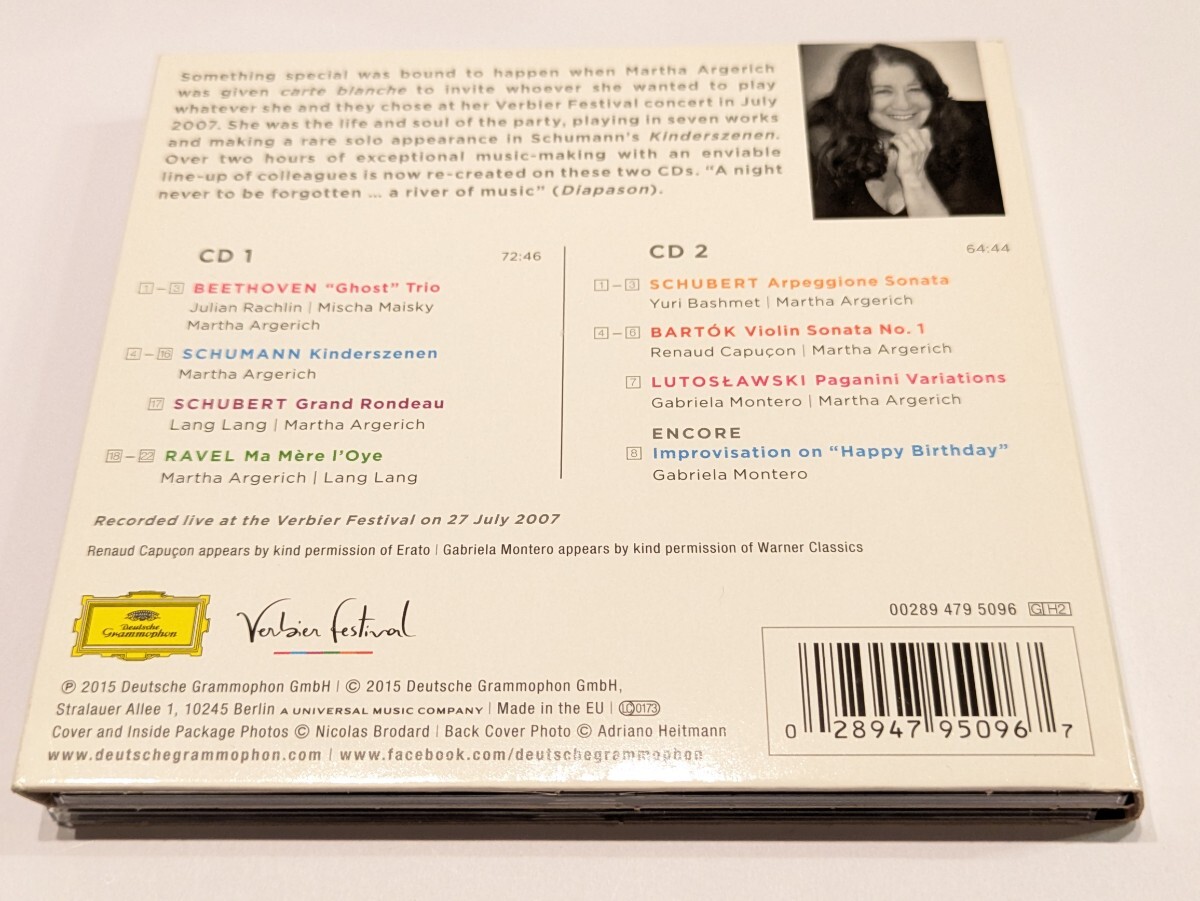 Something special was bound to happen when Martha Argerich
was given carte blanche to invite whoever she wanted to play
whatever she and they chose at her Verbier Festival concert in July
2007. She was the life and soul of the party, playing in seven works
and making a rare solo appearance in Schumann's Kinderszenen.
Over two hours of exceptional music-making with an enviable
line-up of colleagues is now re-created on these two CDs. “A night
never to be forgotten ... a river of music” (Diapason).
CD 1 72:46
1–3 BEETHOVEN “Ghost” Trio
Julian Rachlin | Mischa Maisky
Martha Argerich
4–16 SCHUMANN Kinderszenen
Martha Argerich
17 SCHUBERT Grand Rondeau
Lang Lang | Martha Argerich
18–22 RAVEL Ma Mère l'Oye
Martha Argerich | Lang Lang
CD 2 64:44
1–3 SCHUBERT Arpeggione Sonata
Yuri Bashmet | Martha Argerich
4–6 BARTÓK Violin Sonata No. 1
Renaud Capuçon | Martha Argerich
7 LUTOSŁAWSKI Paganini Variations
Gabriela Montero | Martha Argerich
ENCORE
8 Improvisation on “Happy Birthday”
Gabriela Montero
Recorded live at the Verbier Festival on 27 July 2007
Renaud Capuçon appears by kind permission of Erato | Gabriela Montero appears by kind permission of Warner Classics
Deutsche
Grammophon
Verbier Festival
00289 479 5096 GH2
℗ 2015 Deutsche Grammophon GmbH | © 2015 Deutsche Grammophon GmbH,
Stralauer Allee 1, 10245 Berlin A UNIVERSAL MUSIC COMPANY | Made in the EU | LC 0173
Cover and Inside Package Photos © Nicolas Brodard | Back Cover Photo © Adriano Heitmann
www.deutschegrammophon.com | www.facebook.com/deutschegrammophon
0 28947 95096 7